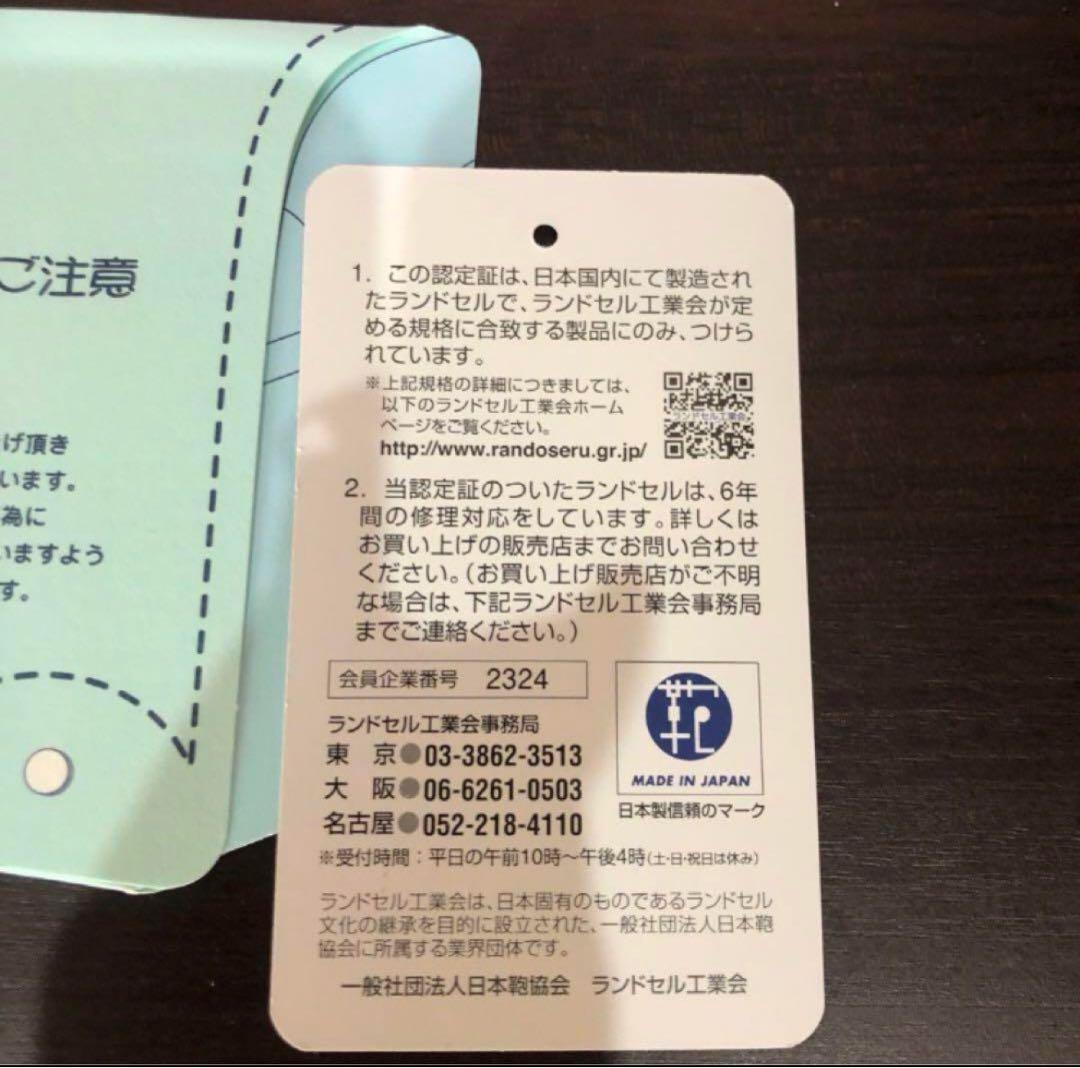 ご注意
げ頂き
います。
為に
いますよう
す。
1. この認定証は、日本国内にて製造され
たランドセルで、ランドセル工業会が定
める規格に合致する製品にのみ、つけら
れています。
※上記規格の詳細につきましては、
以下のランドセル工業会ホーム
ページをご覧ください。
http://www.randoseru.gr.jp/
ランドセル工業会
2. 当認定証のついたランドセルは、6年
間の修理対応をしています。詳しくは
お買い上げの販売店までお問い合わせ
ください。(お買い上げ販売店がご不明
な場合は、下記ランドセル工業会事務局
までご連絡ください。)
会員企業番号 2324
ランドセル工業会事務局
東 京●03-3862-3513
大 阪●06-6261-0503
名古屋●052-218-4110
MADE IN JAPAN
日本製信頼のマーク
※受付時間:平日の午前10時~午後4時(土・日・祝日は休み)
ランドセル工業会は、日本固有のものであるランドセル
文化の継承を目的に設立された、一般社団法人日本鞄
協会に所属する業界団体です。
一般社団法人日本鞄協会 ランドセル工業会